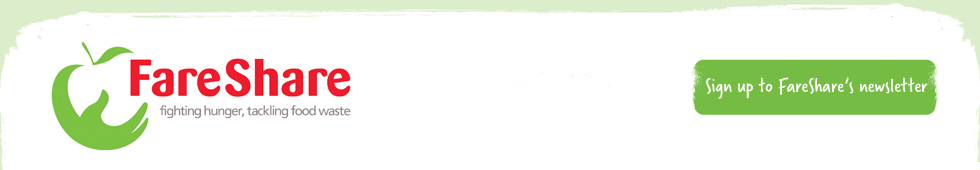 FareShare
fighting hunger, tackling food waste
Sign up to FareShare's newsletter